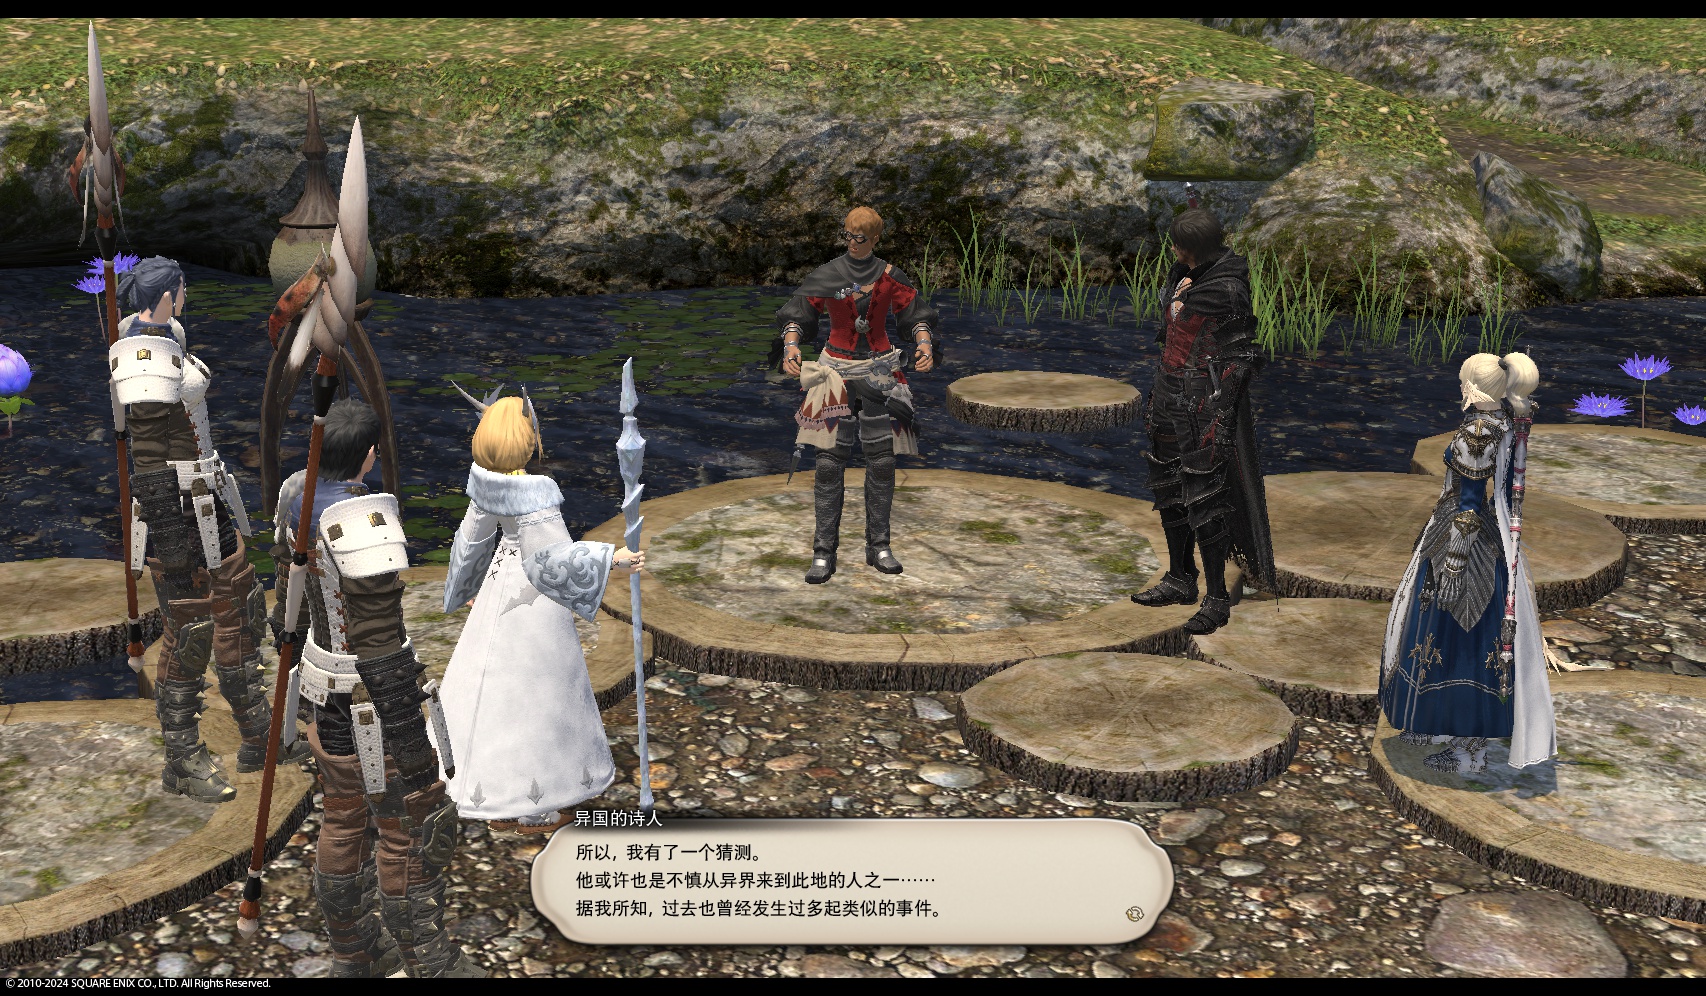 异国的诗人
所以，我有了一个猜测。
他或许也是不慎从异界来到此地的人之一……
据我所知，过去也曾经发生过多起类似的事件。
© 2010-2024 SQUARE ENIX CO., LTD. All Rights Reserved.